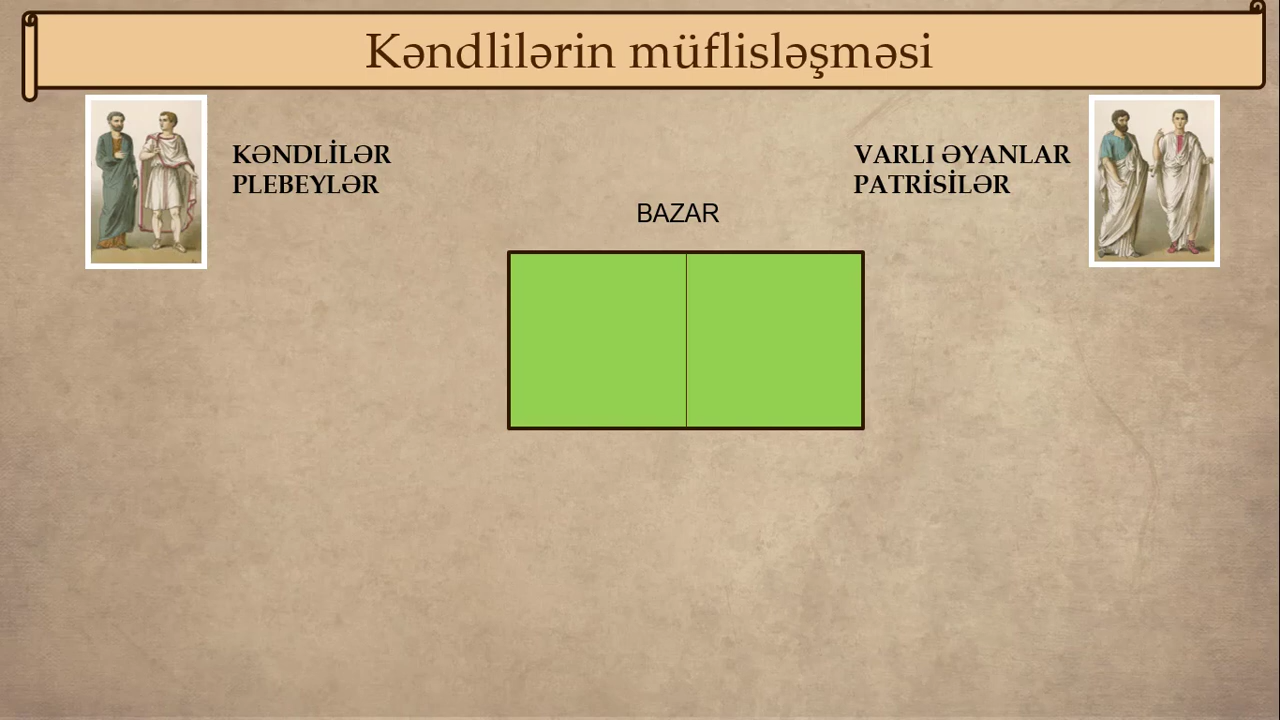 Kəndlilərin müflisləşməsi
KƏNDLİLƏR
PLEBEYLƏR
VARLI ƏYANLAR
PATRİSİLƏR
BAZAR